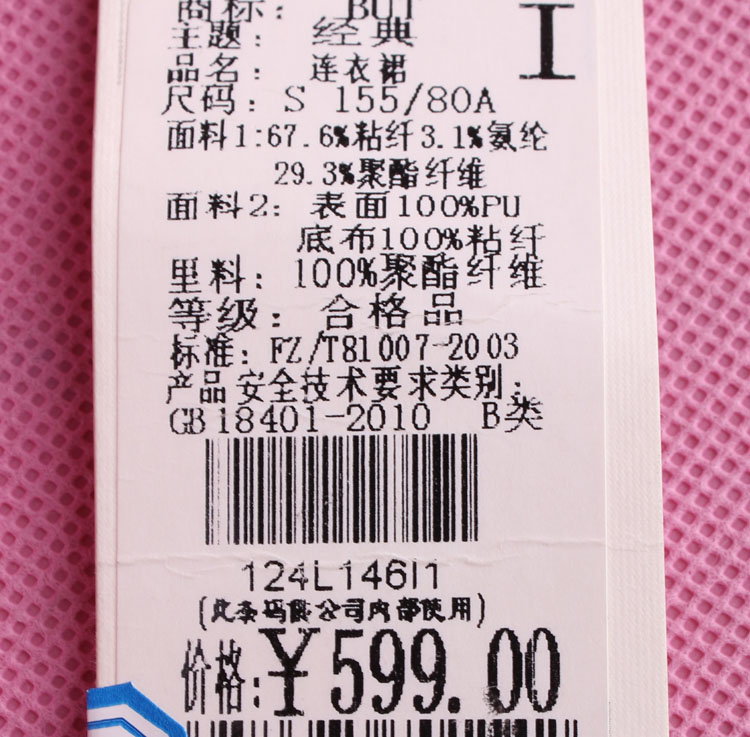 商标: BUT
I
主题: 经典
品名: 连衣裙
尺码: S 155/80A
面料1:67.6%粘纤3.1%氨纶
29.3%聚酯纤维
面料2: 表面100%PU
底布100%粘纤
里料: 100%聚酯纤维
等级: 合格品
标准: FZ/T81007-2003
产品安全技术要求类别:
GB18401-2010 B类
124L146I1
(此条码供公司内部使用)
价格:¥599.00